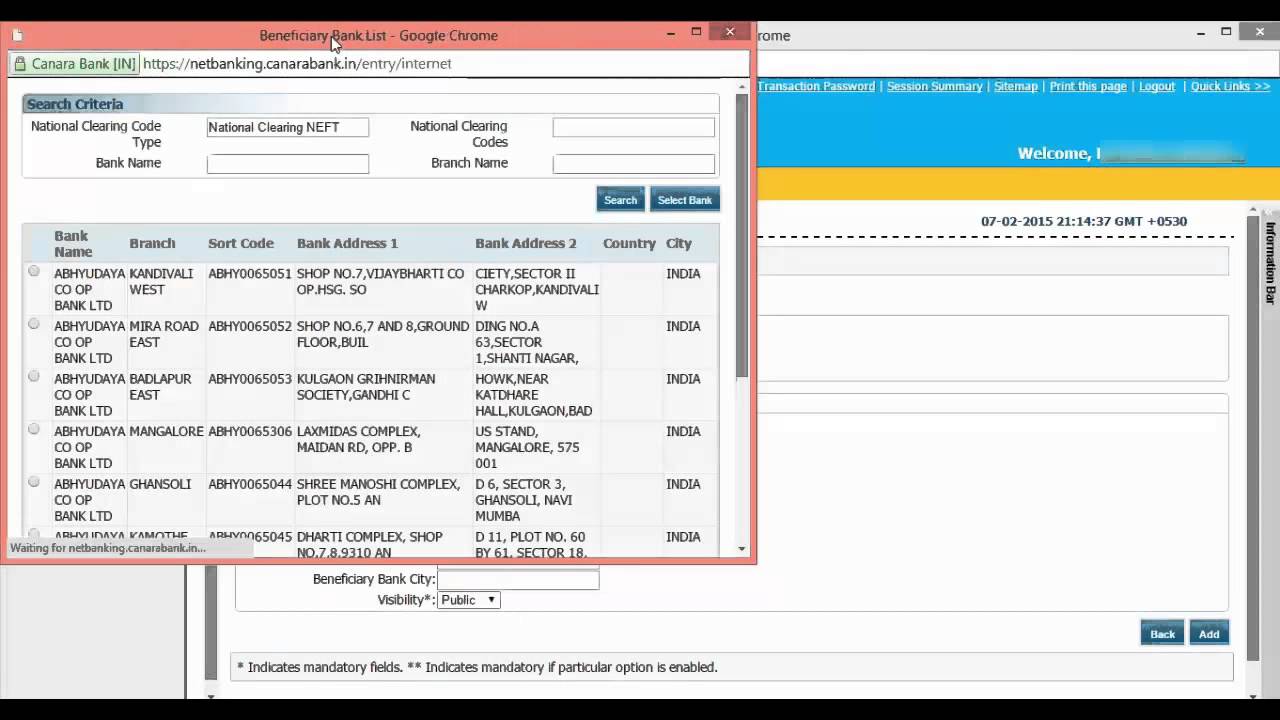 Beneficiary Bank List - Google Chrome
rome
Canara Bank [IN] https://netbanking.canarabank.in/entry/internet
Transaction Password | Session Summary | Sitemap | Print this page | Logout | Quick Links >>
Welcome,
07-02-2015 21:14:37 GMT +0530
Information Bar
Search Criteria
National Clearing Code Type
National Clearing NEFT
National Clearing Codes
Bank Name
Branch Name
Search
Select Bank
Bank Name Branch Sort Code Bank Address 1 Bank Address 2 Country City
ABHYUDAYA KANDIVALI ABHY0065051 SHOP NO.7,VIJAYBHARTI CO CIETY,SECTOR II INDIA
CO OP WEST OP.HSG. SO CHARKOP,KANDIVALI
BANK LTD W
ABHYUDAYA MIRA ROAD ABHY0065052 SHOP NO.6,7 AND 8,GROUND DING NO.A INDIA
CO OP EAST FLOOR,BUIL 63,SECTOR
BANK LTD 1,SHANTI NAGAR,
ABHYUDAYA BADLAPUR ABHY0065053 KULGAON GRIHNIRMAN HOWK,NEAR INDIA
CO OP EAST SOCIETY,GANDHI C KATDHARE
BANK LTD HALL,KULGAON,BAD
ABHYUDAYA MANGALORE ABHY0065306 LAXMIDAS COMPLEX, US STAND, INDIA
CO OP MAIDAN RD, OPP. B MANGALORE, 575
BANK LTD 001
ABHYUDAYA GHANSOLI ABHY0065044 SHREE MANOSHI COMPLEX, D 6, SECTOR 3, INDIA
CO OP PLOT NO.5 AN GHANSOLI, NAVI
BANK LTD MUMBA
ABHYUDAYA KAMOTHE ABHY0065045 DHARTI COMPLEX, SHOP D 11, PLOT NO. 60 INDIA
NO.7,8,9310 AN BY 61, SECTOR 18,
Waiting for netbanking.canarabank.in...
Beneficiary Bank City:
Visibility*: Public
Back
Add
* Indicates mandatory fields. ** Indicates mandatory if particular option is enabled.